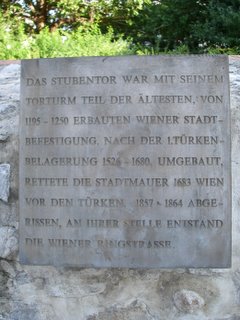 DAS STUBENTOR WAR MIT SEINEM
TORTURM TEIL DER ÄLTESTEN, VON
1195 - 1250 ERBAUTEN WIENER STADT-
BEFESTIGUNG. NACH DER 1. TÜRKEN-
BELAGERUNG 1526 - 1680, UMGEBAUT,
RETTETE DIE STADTMAUER 1683 WIEN
VOR DEN TÜRKEN. 1857 - 1864 ABGE-
RISSEN, AN IHRER STELLE ENTSTAND
DIE WIENER RINGSTRASSE.